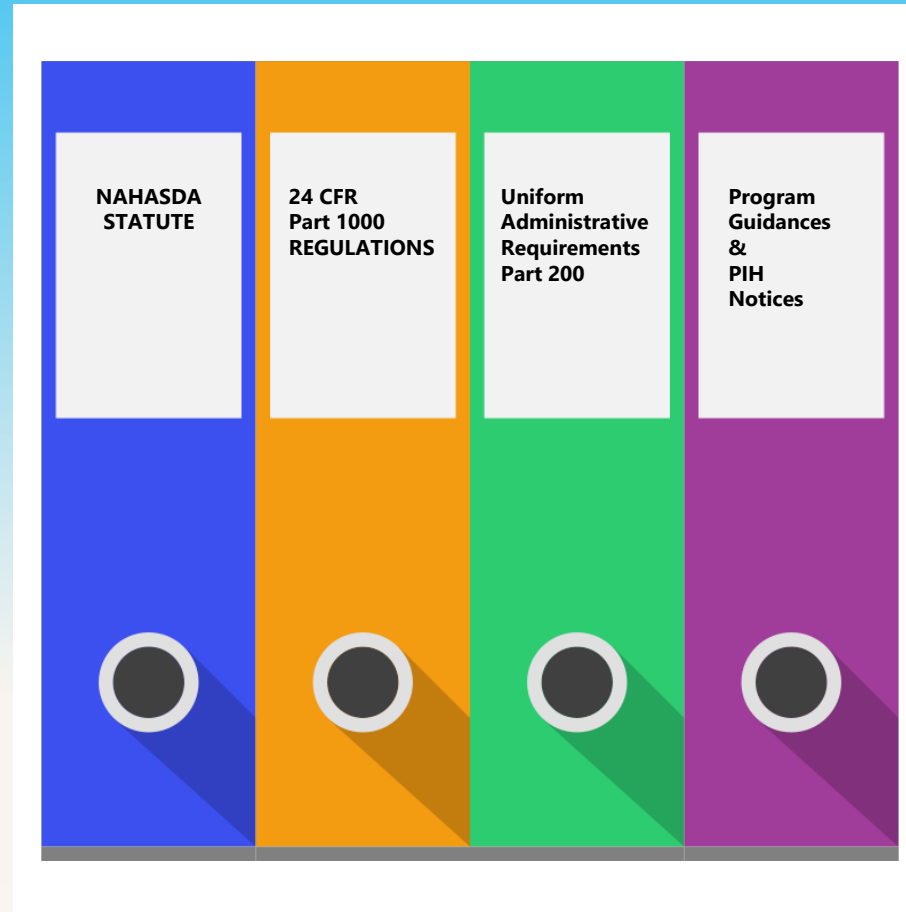 NAHASDA
STATUTE
24 CFR
Part 1000
REGULATIONS
Uniform
Administrative
Requirements
Part 200
Program
Guidances
&
PIH
Notices